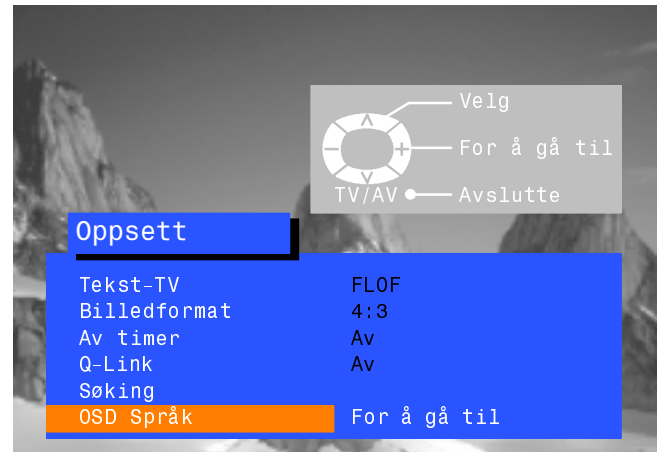 Velg
For å gå til
TV/AV Avslutte
Oppsett
Tekst-TV FLOF
Billedformat 4:3
Av timer Av
Q-Link Av
Søking
OSD Språk For å gå til